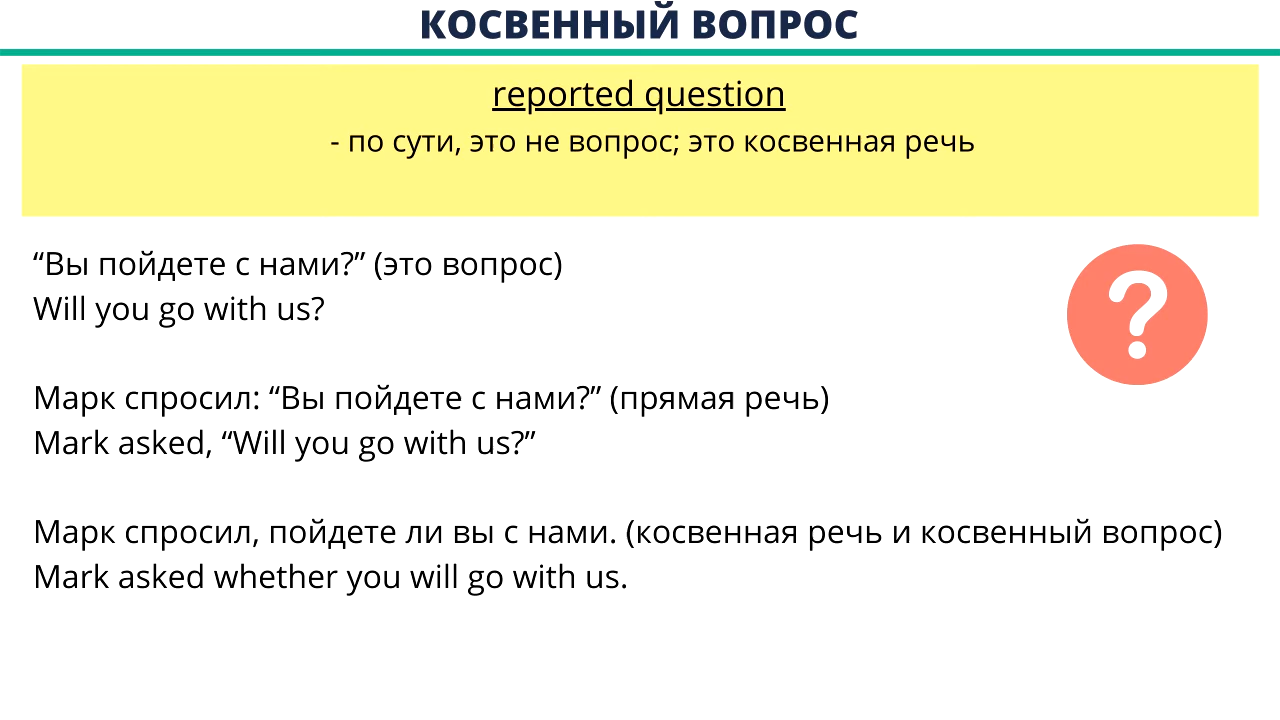 КОСВЕННЫЙ ВОПРОС
reported question
- по сути, это не вопрос; это косвенная речь
“Вы пойдете с нами?” (это вопрос)
Will you go with us?
?
Марк спросил: “Вы пойдете с нами?” (прямая речь)
Mark asked, “Will you go with us?”
Марк спросил, пойдете ли вы с нами. (косвенная речь и косвенный вопрос)
Mark asked whether you will go with us.